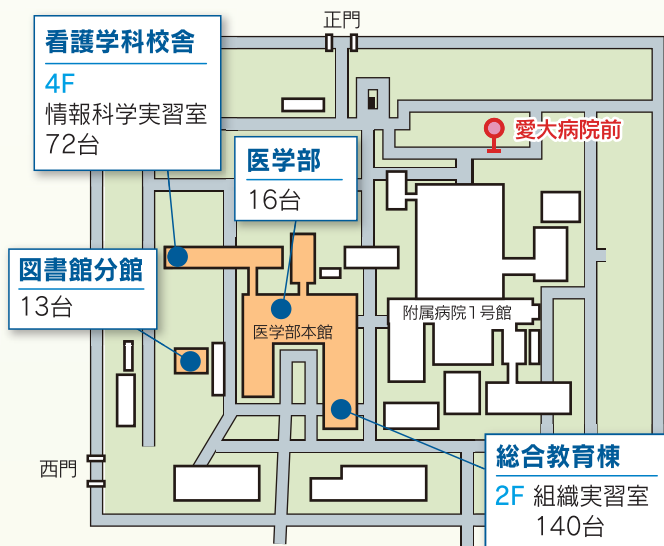 正門
看護学科校舎
4F
情報科学実習室
72台
愛大病院前
医学部
16台
図書館分館
13台
附属病院1号館
医学部本館
西門
総合教育棟
2F 組織実習室
140台